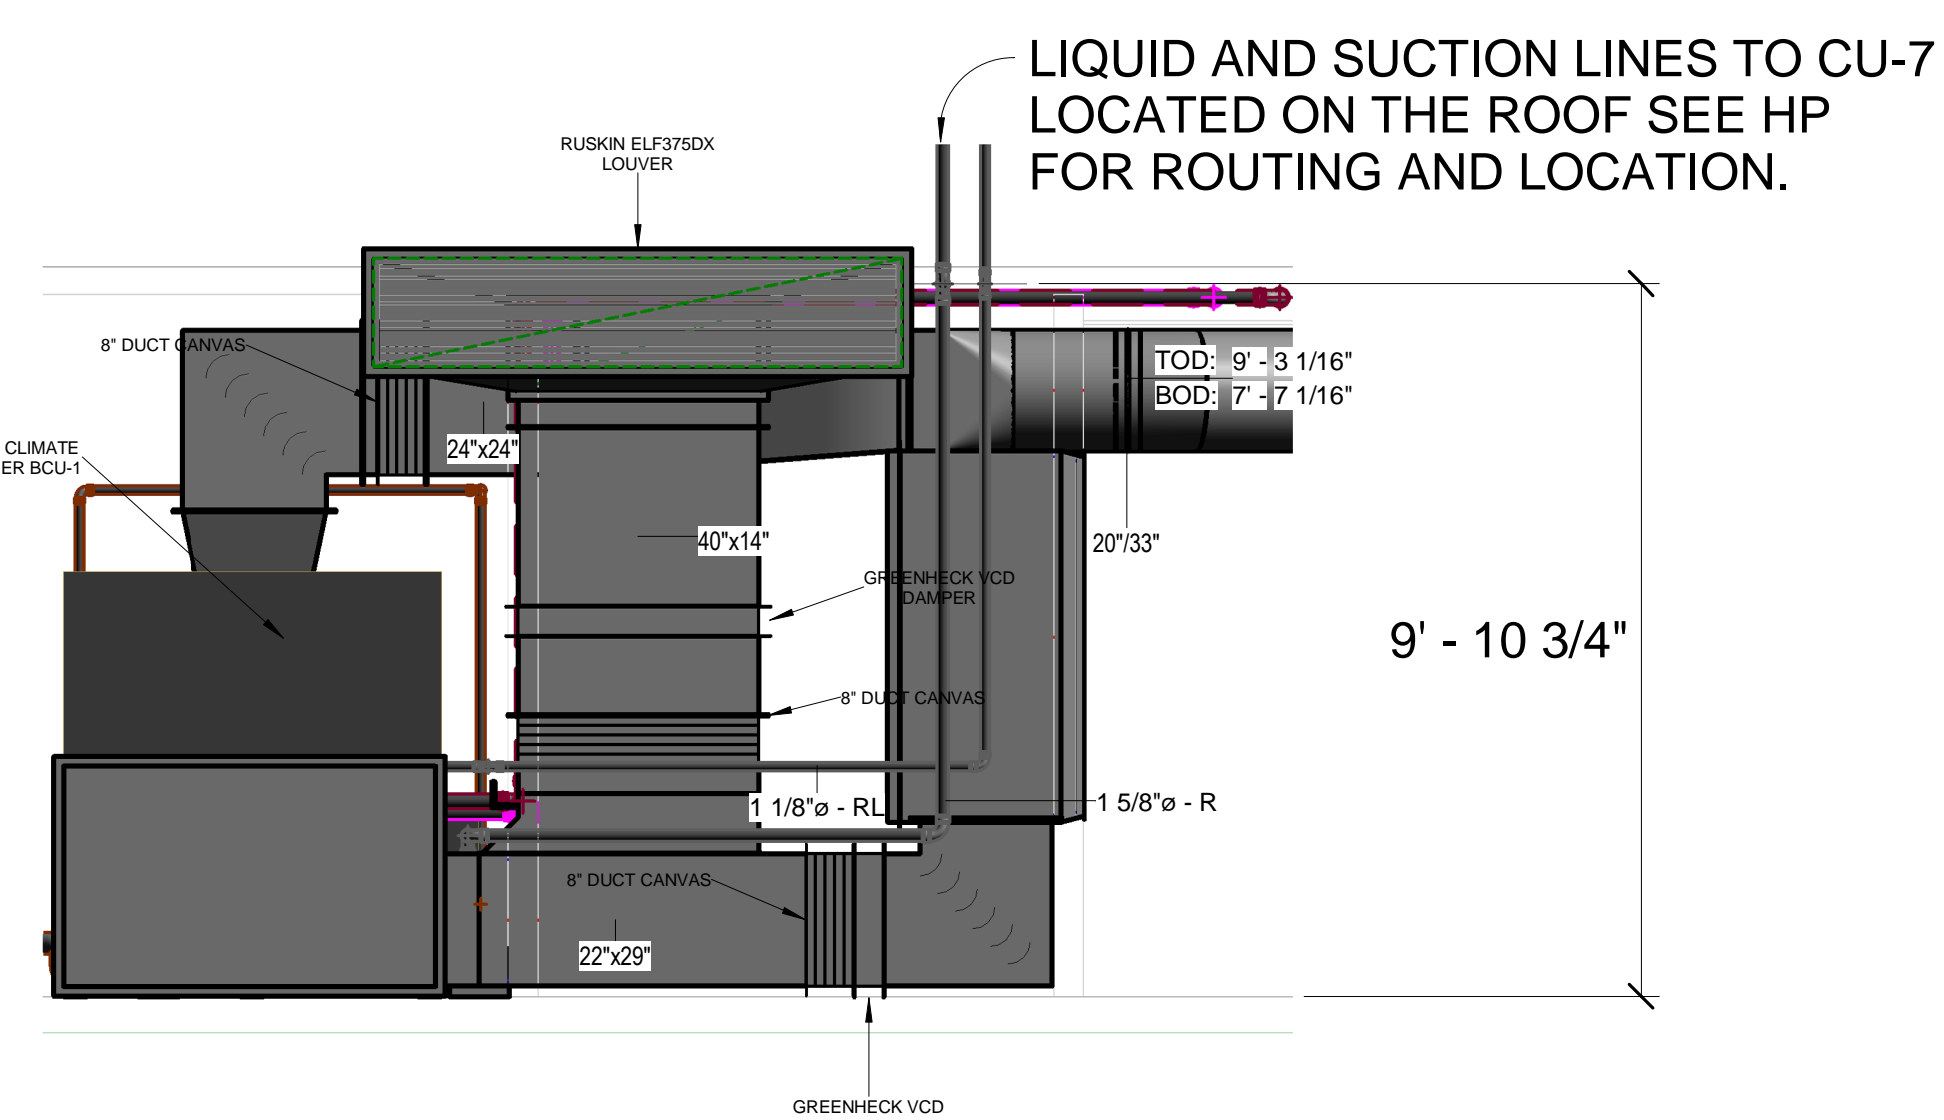 LIQUID AND SUCTION LINES TO CU-7
LOCATED ON THE ROOF SEE HP
FOR ROUTING AND LOCATION.
RUSKIN ELF375DX
LOUVER
8" DUCT CANVAS
TOD: 9' - 3 1/16"
BOD: 7' - 7 1/16"
CLIMATE
ER BCU-1
24"x24"
40"x14"
20"/33"
GREENHECK VCD
DAMPER
9' - 10 3/4"
8" DUCT CANVAS
1 1/8"ø - RL
1 5/8"ø - R
8" DUCT CANVAS
22"x29"
GREENHECK VCD